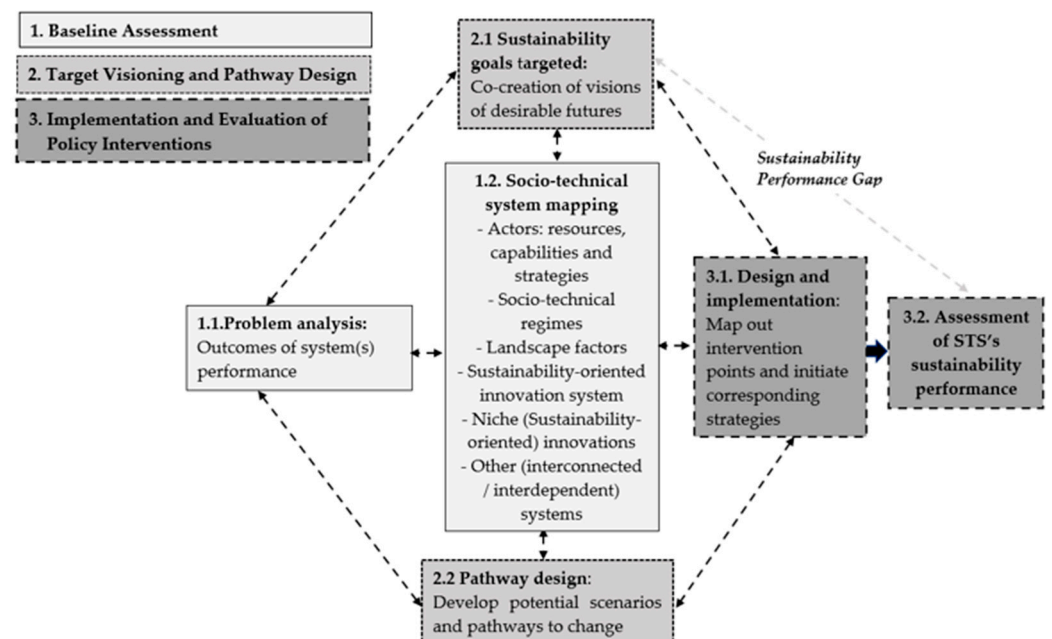 1. Baseline Assessment
2. Target Visioning and Pathway Design
3. Implementation and Evaluation of
Policy Interventions
2.1 Sustainability
goals targeted:
Co-creation of visions
of desirable futures
Sustainability
Performance Gap
1.2. Socio-technical
system mapping
- Actors: resources,
capabilities and
strategies
- Socio-technical
regimes
- Landscape factors
- Sustainability-oriented
innovation system
- Niche (Sustainability-
oriented) innovations
- Other (interconnected
/ interdependent)
systems
1.1.Problem analysis:
Outcomes of system(s)
performance
3.1. Design and
implementation:
Map out
intervention
points and initiate
corresponding
strategies
3.2. Assessment
of STS's
sustainability
performance
2.2 Pathway design:
Develop potential scenarios
and pathways to change